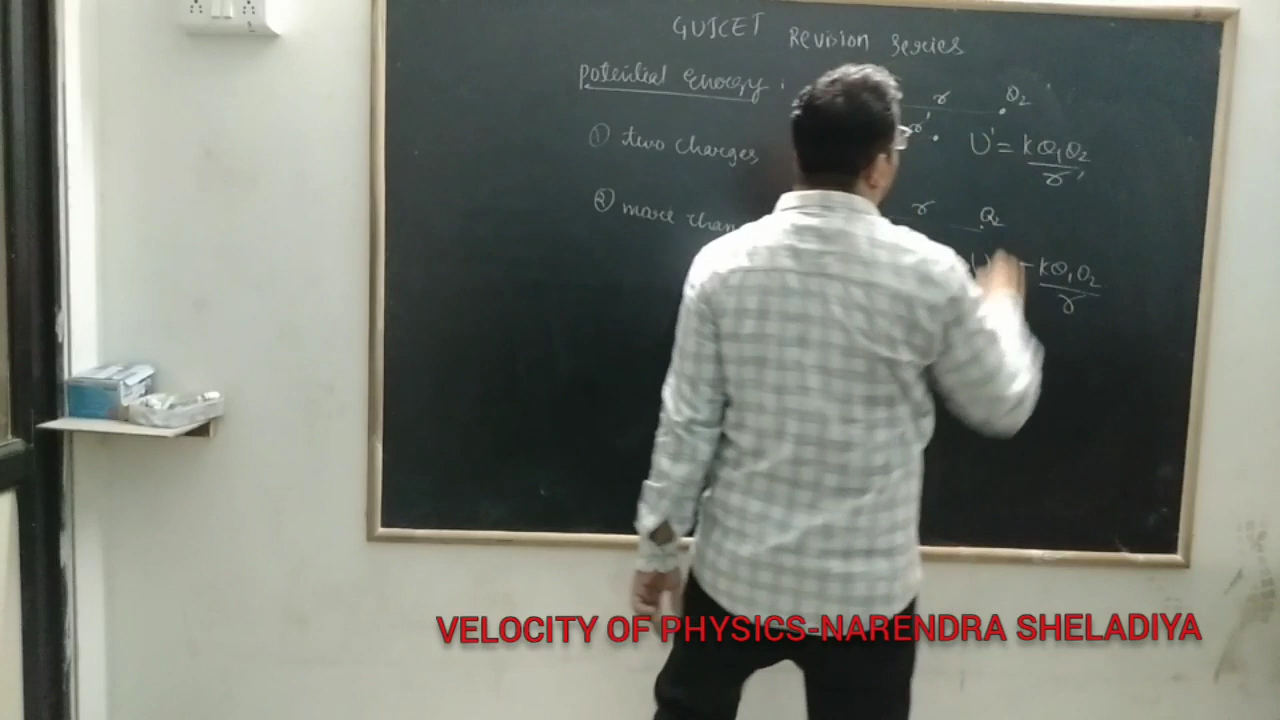 GUJCET Revision Series
Potential Energy :
r Q₂
① two charges r' U' = kQ₁Q₂/r'
② more r Q₂
U = kQ₁Q₂/r
VELOCITY OF PHYSICS-NARENDRA SHELADIYA